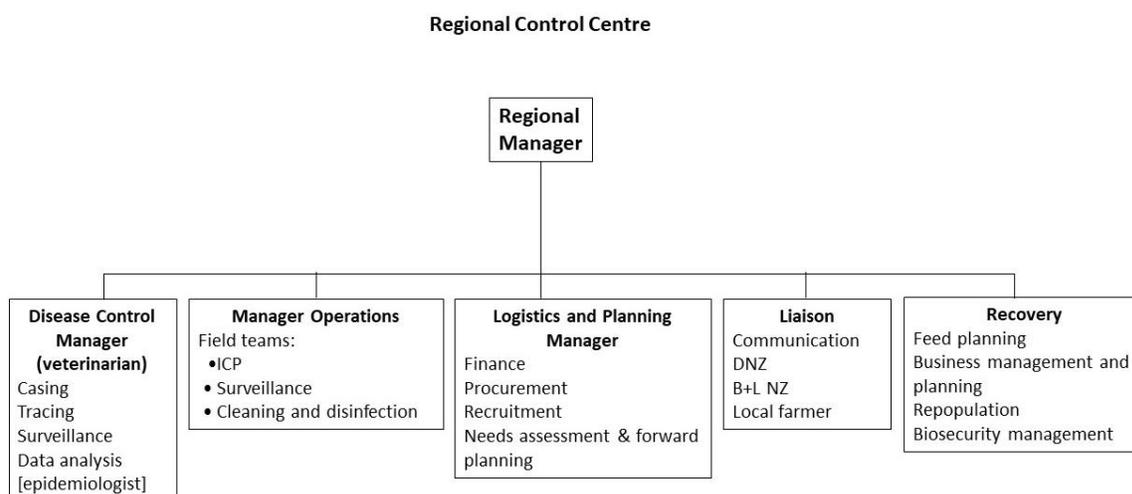 Regional Control Centre
Regional
Manager
Disease Control
Manager
(veterinarian)
Casing
Tracing
Surveillance
Data analysis
[epidemiologist]
Manager Operations
Field teams:
•ICP
• Surveillance
• Cleaning and disinfection
Logistics and Planning
Manager
Finance
Procurement
Recruitment
Needs assessment & forward
planning
Liaison
Communication
DNZ
B+L NZ
Local farmer
Recovery
Feed planning
Business management and
planning
Repopulation
Biosecurity management